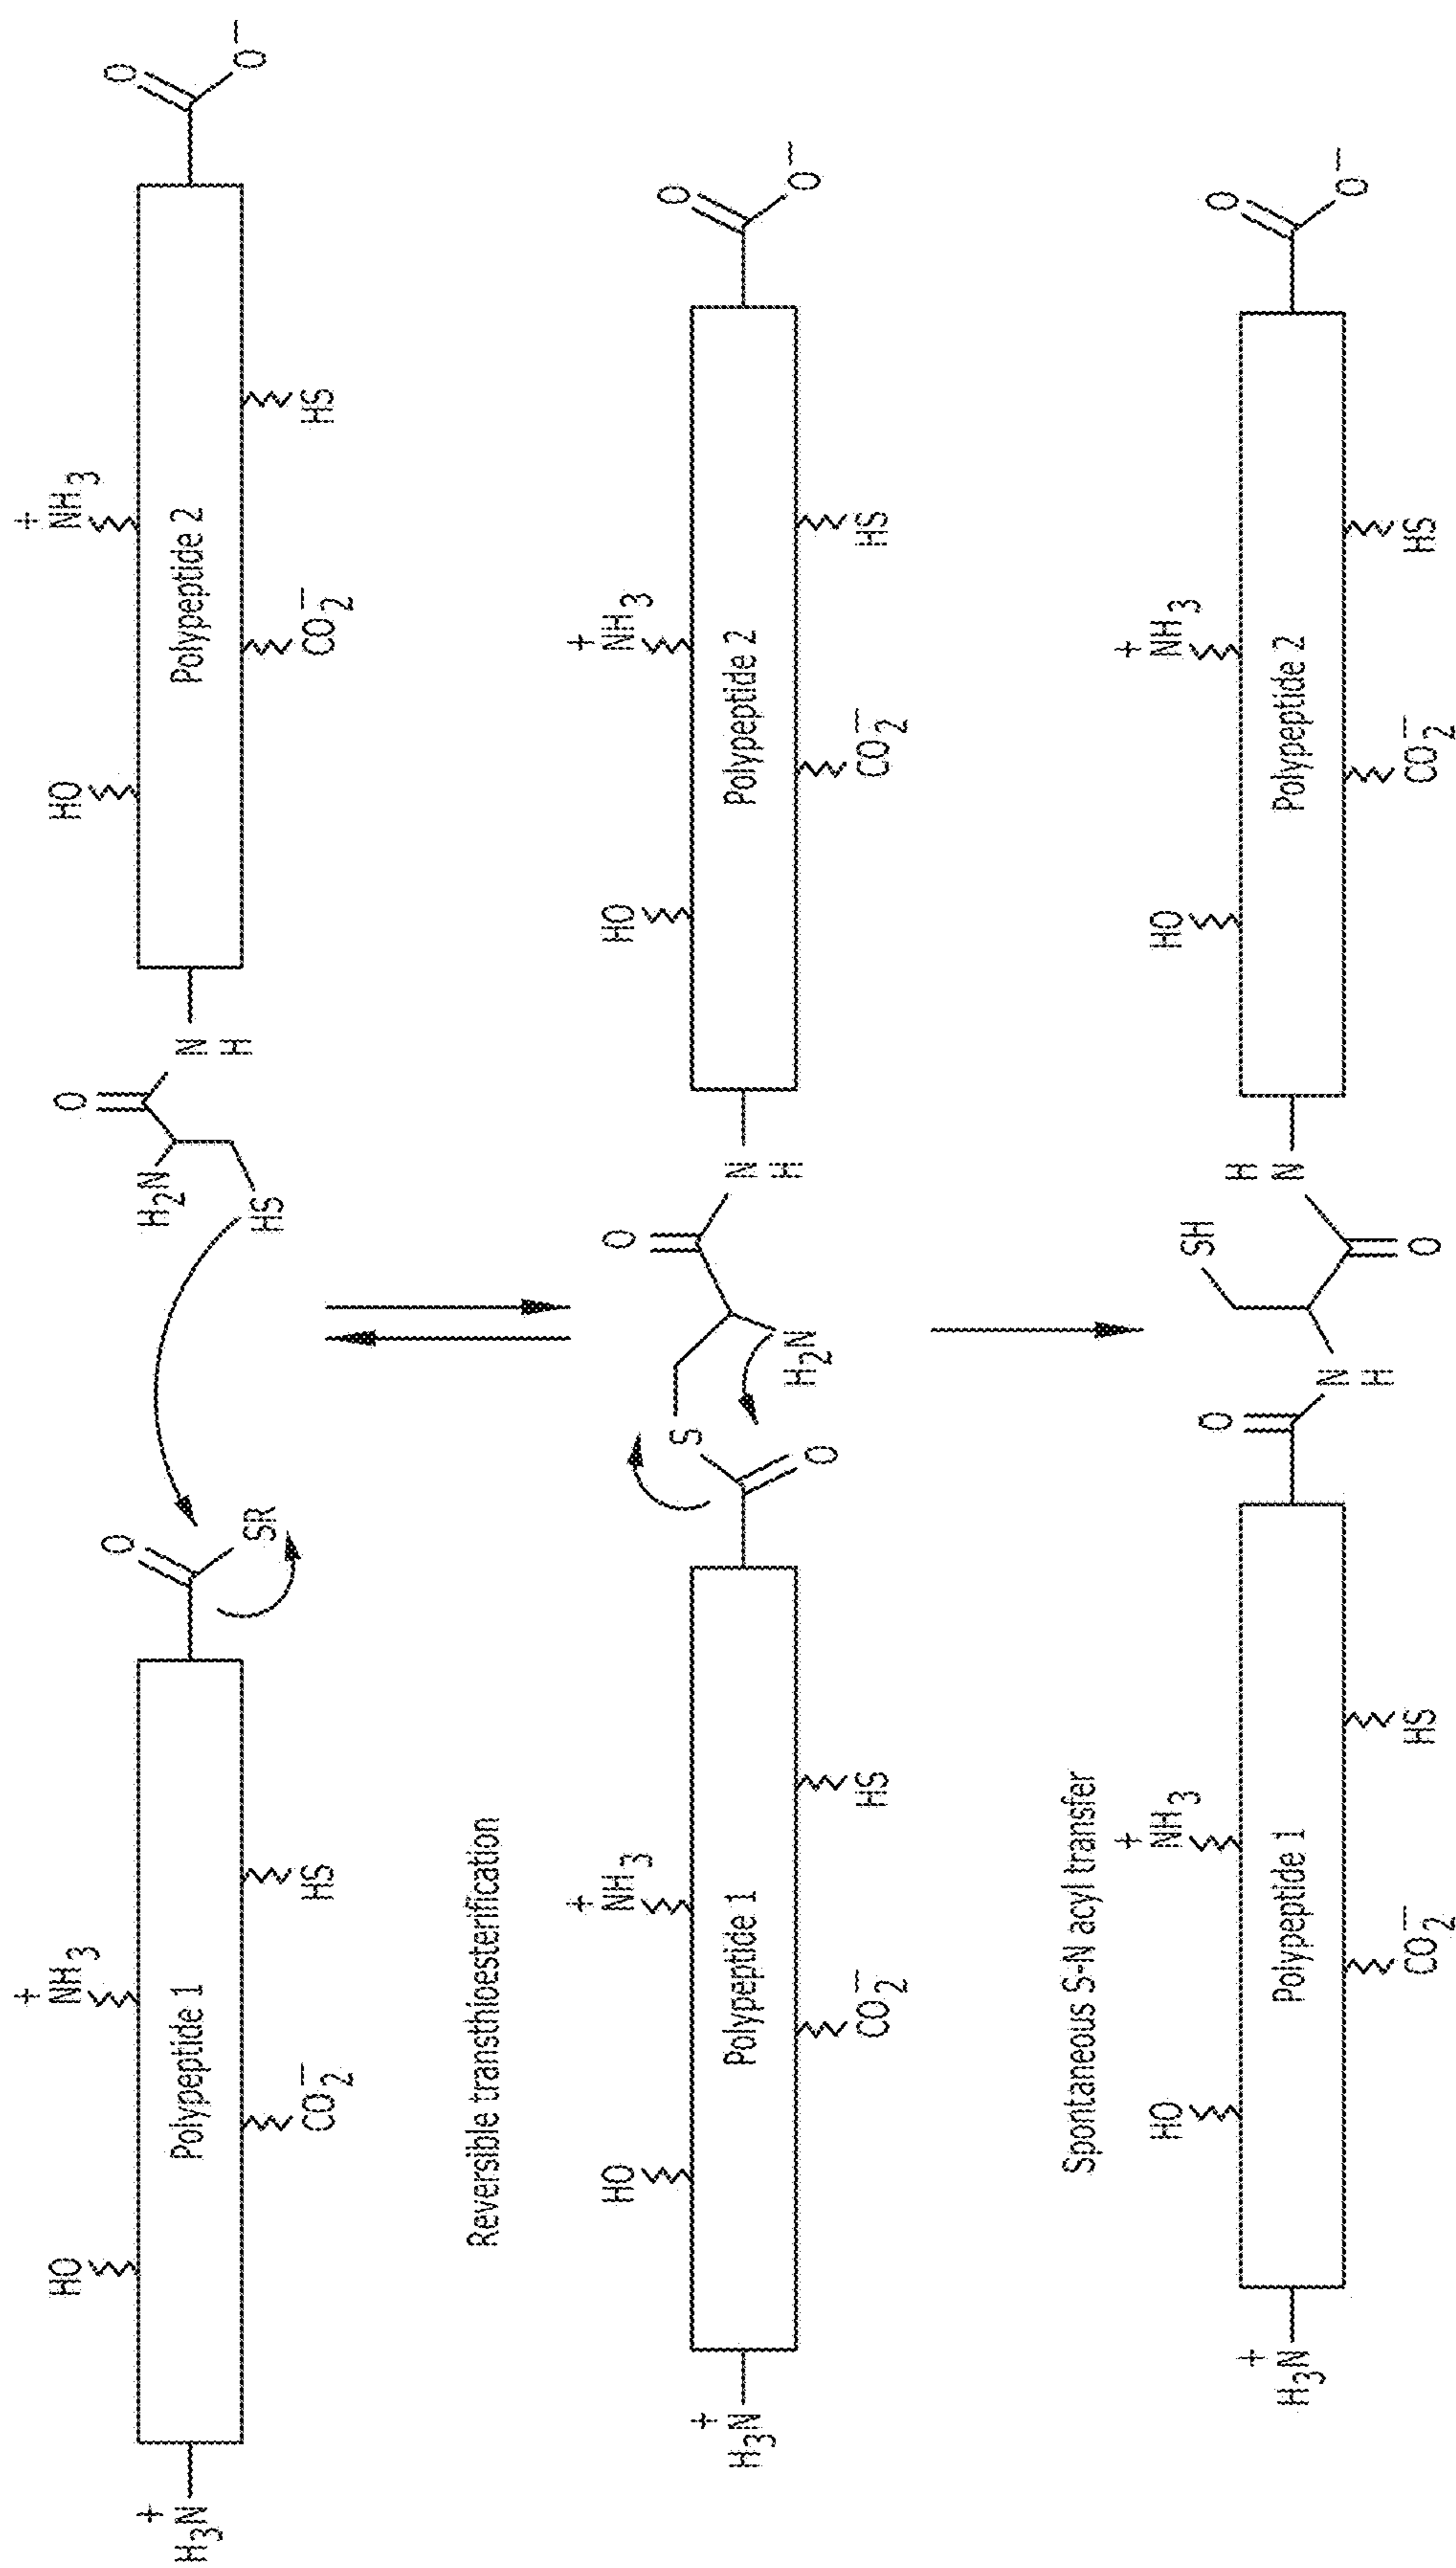 HO
+
NH3
HO
+
NH3
O
O
O
+
H3N
Polypeptide 1
SR
H2N
HS
N
H
Polypeptide 2
O−
CO2−
HS
CO2−
HS
Reversible transthioesterification
HO
+
NH3
O
HO
+
NH3
O
+
H3N
Polypeptide 1
S
O
H2N
N
H
Polypeptide 2
O−
CO2−
HS
CO2−
HS
Spontaneous S-N acyl transfer
HO
+
NH3
O
SH
H
N
HO
+
NH3
O
+
H3N
Polypeptide 1
N
H
O
Polypeptide 2
O−
CO2−
HS
CO2−
HS